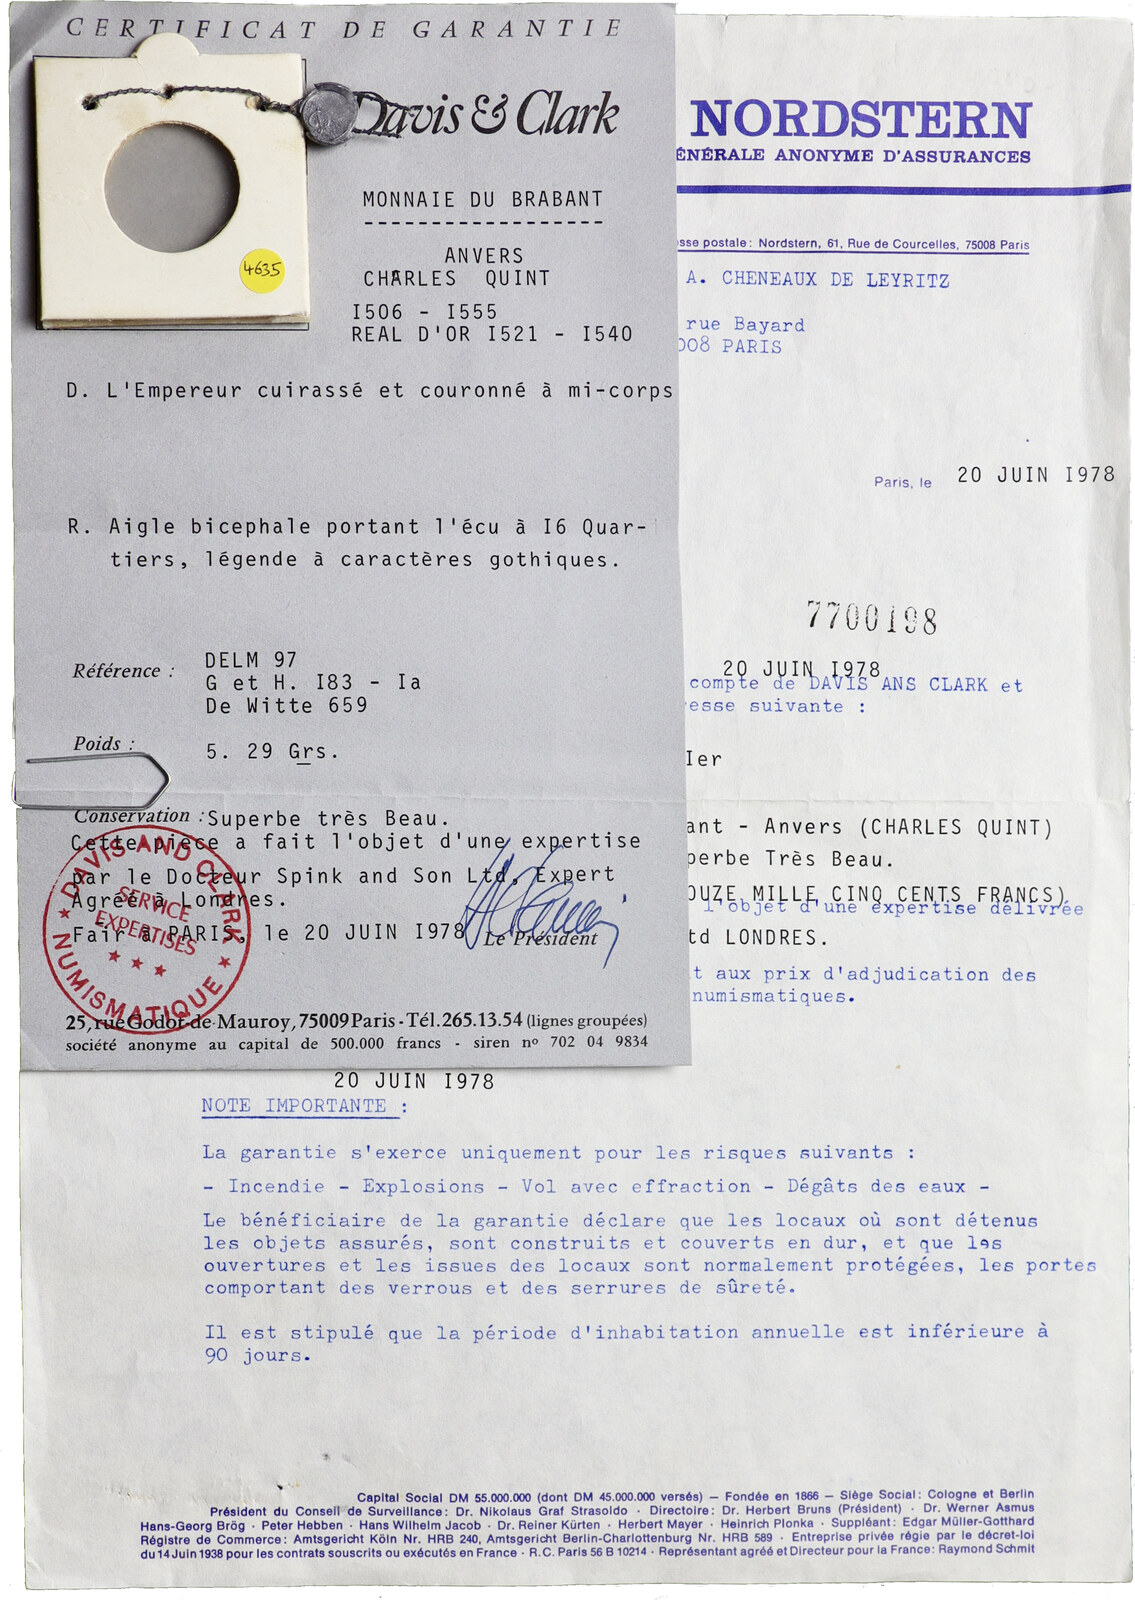 CERTIFICAT DE GARANTIE
Davis & Clark
4635
MONNAIE DU BRABANT
------------------
ANVERS
CHARLES QUINT
I506 - I555
REAL D'OR I521 - I540
D. L'Empereur cuirassé et couronné à mi-corps
R. Aigle bicephale portant l'écu à I6 Quar-
tiers, légende à caractères gothiques.
Référence : DELM 97
G et H. I83 - Ia
De Witte 659
Poids : 5. 29 Grs.
Conservation : Superbe très Beau.
Cette pièce a fait l'objet d'une expertise
par le Docteur Spink and Son Ltd, Expert
Agréé à Londres.
Fair à PARIS, le 20 JUIN I978
Le Président
DAVIS AND CLARK
SERVICE
EXPERTISES
NUMISMATIQUE
25, rue Godot-de-Mauroy, 75009 Paris - Tél. 265.13.54 (lignes groupées)
société anonyme au capital de 500.000 francs - siren nº 702 04 9834
NORDSTERN
ÉNÉRALE ANONYME D'ASSURANCES
sse postale: Nordstern, 61, Rue de Courcelles, 75008 Paris
A. CHENEAUX DE LEYRITZ
rue Bayard
008 PARIS
Paris, le 20 JUIN I978
7700198
20 JUIN I978
compte de DAVIS ANS CLARK et
esse suivante :
Ier
ant - Anvers (CHARLES QUINT)
perbe Très Beau.
OUZE MILLE CINQ CENTS FRANCS)
l'objet d'une expertise délivrée
td LONDRES.
t aux prix d'adjudication des
numismatiques.
20 JUIN I978
NOTE IMPORTANTE :
La garantie s'exerce uniquement pour les risques suivants :
- Incendie - Explosions - Vol avec effraction - Dégâts des eaux -
Le bénéficiaire de la garantie déclare que les locaux où sont détenus
les objets assurés, sont construits et couverts en dur, et que les
ouvertures et les issues des locaux sont normalement protégées, les portes
comportant des verrous et des serrures de sûreté.
Il est stipulé que la période d'inhabitation annuelle est inférieure à
90 jours.
Capital Social DM 55.000.000 (dont DM 45.000.000 versés) — Fondée en 1866 — Siège Social: Cologne et Berlin
Président du Conseil de Surveillance: Dr. Nikolaus Graf Strasoldo · Directoire: Dr. Herbert Bruns (Président) · Dr. Werner Asmus
Hans-Georg Brög · Peter Hebben · Hans Wilhelm Jacob · Dr. Reiner Kürten · Herbert Mayer · Heinrich Plonka · Suppléant: Edgar Müller-Gotthard
Régistre de Commerce: Amtsgericht Köln Nr. HRB 240, Amtsgericht Berlin-Charlottenburg Nr. HRB 589 · Entreprise privée régie par le décret-loi
du 14 Juin 1938 pour les contrats souscrits ou exécutés en France · R.C. Paris 56 B 10214 · Représentant agréé et Directeur pour la France: Raymond Schmit